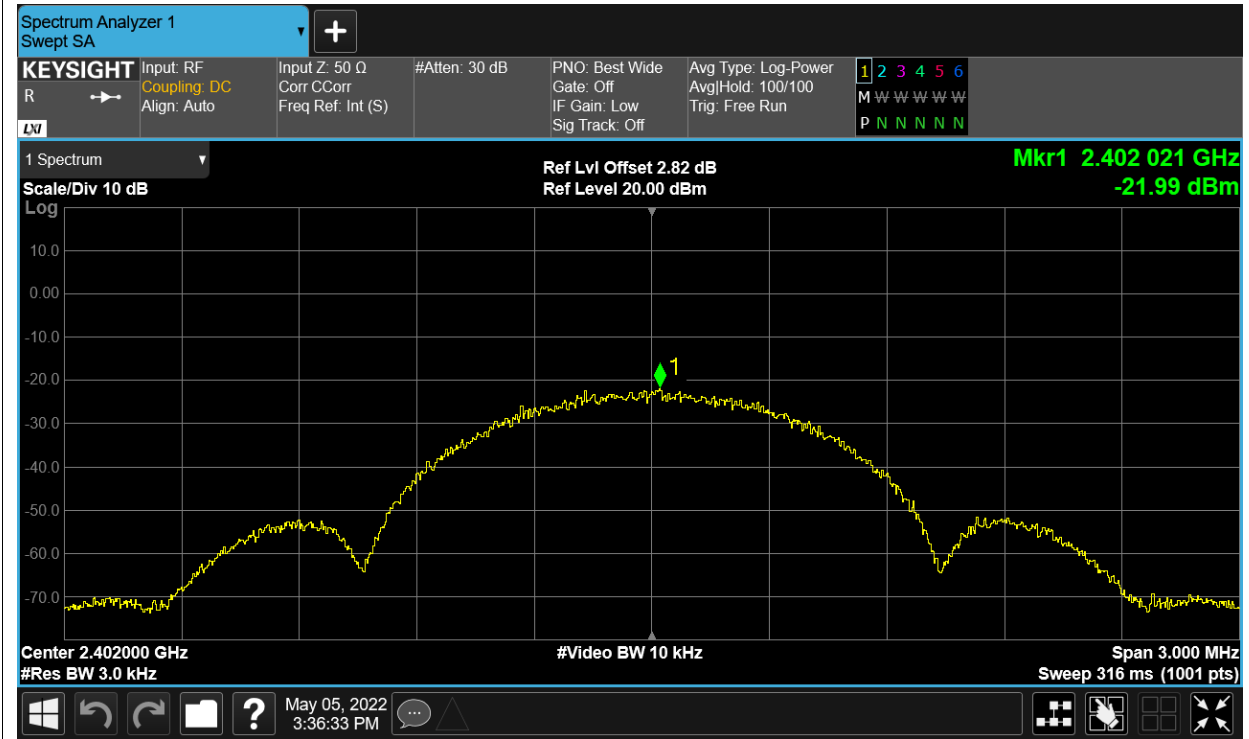 Spectrum Analyzer 1
Swept SA
KEYSIGHT
R
LXI
Input: RF
Coupling: DC
Align: Auto
Input Z: 50 Ω
Corr CCorr
Freq Ref: Int (S)
#Atten: 30 dB
PNO: Best Wide
Gate: Off
IF Gain: Low
Sig Track: Off
Avg Type: Log-Power
Avg|Hold: 100/100
Trig: Free Run
1 2 3 4 5 6
M W W W W W W
P N N N N N N
1 Spectrum
Scale/Div 10 dB
Log
Ref Lvl Offset 2.82 dB
Ref Level 20.00 dBm
Mkr1 2.402 021 GHz
-21.99 dBm
10.0
0.00
-10.0
1
-20.0
-30.0
-40.0
-50.0
-60.0
-70.0
Center 2.402000 GHz
#Res BW 3.0 kHz
#Video BW 10 kHz
Span 3.000 MHz
Sweep 316 ms (1001 pts)
?
May 05, 2022
3:36:33 PM